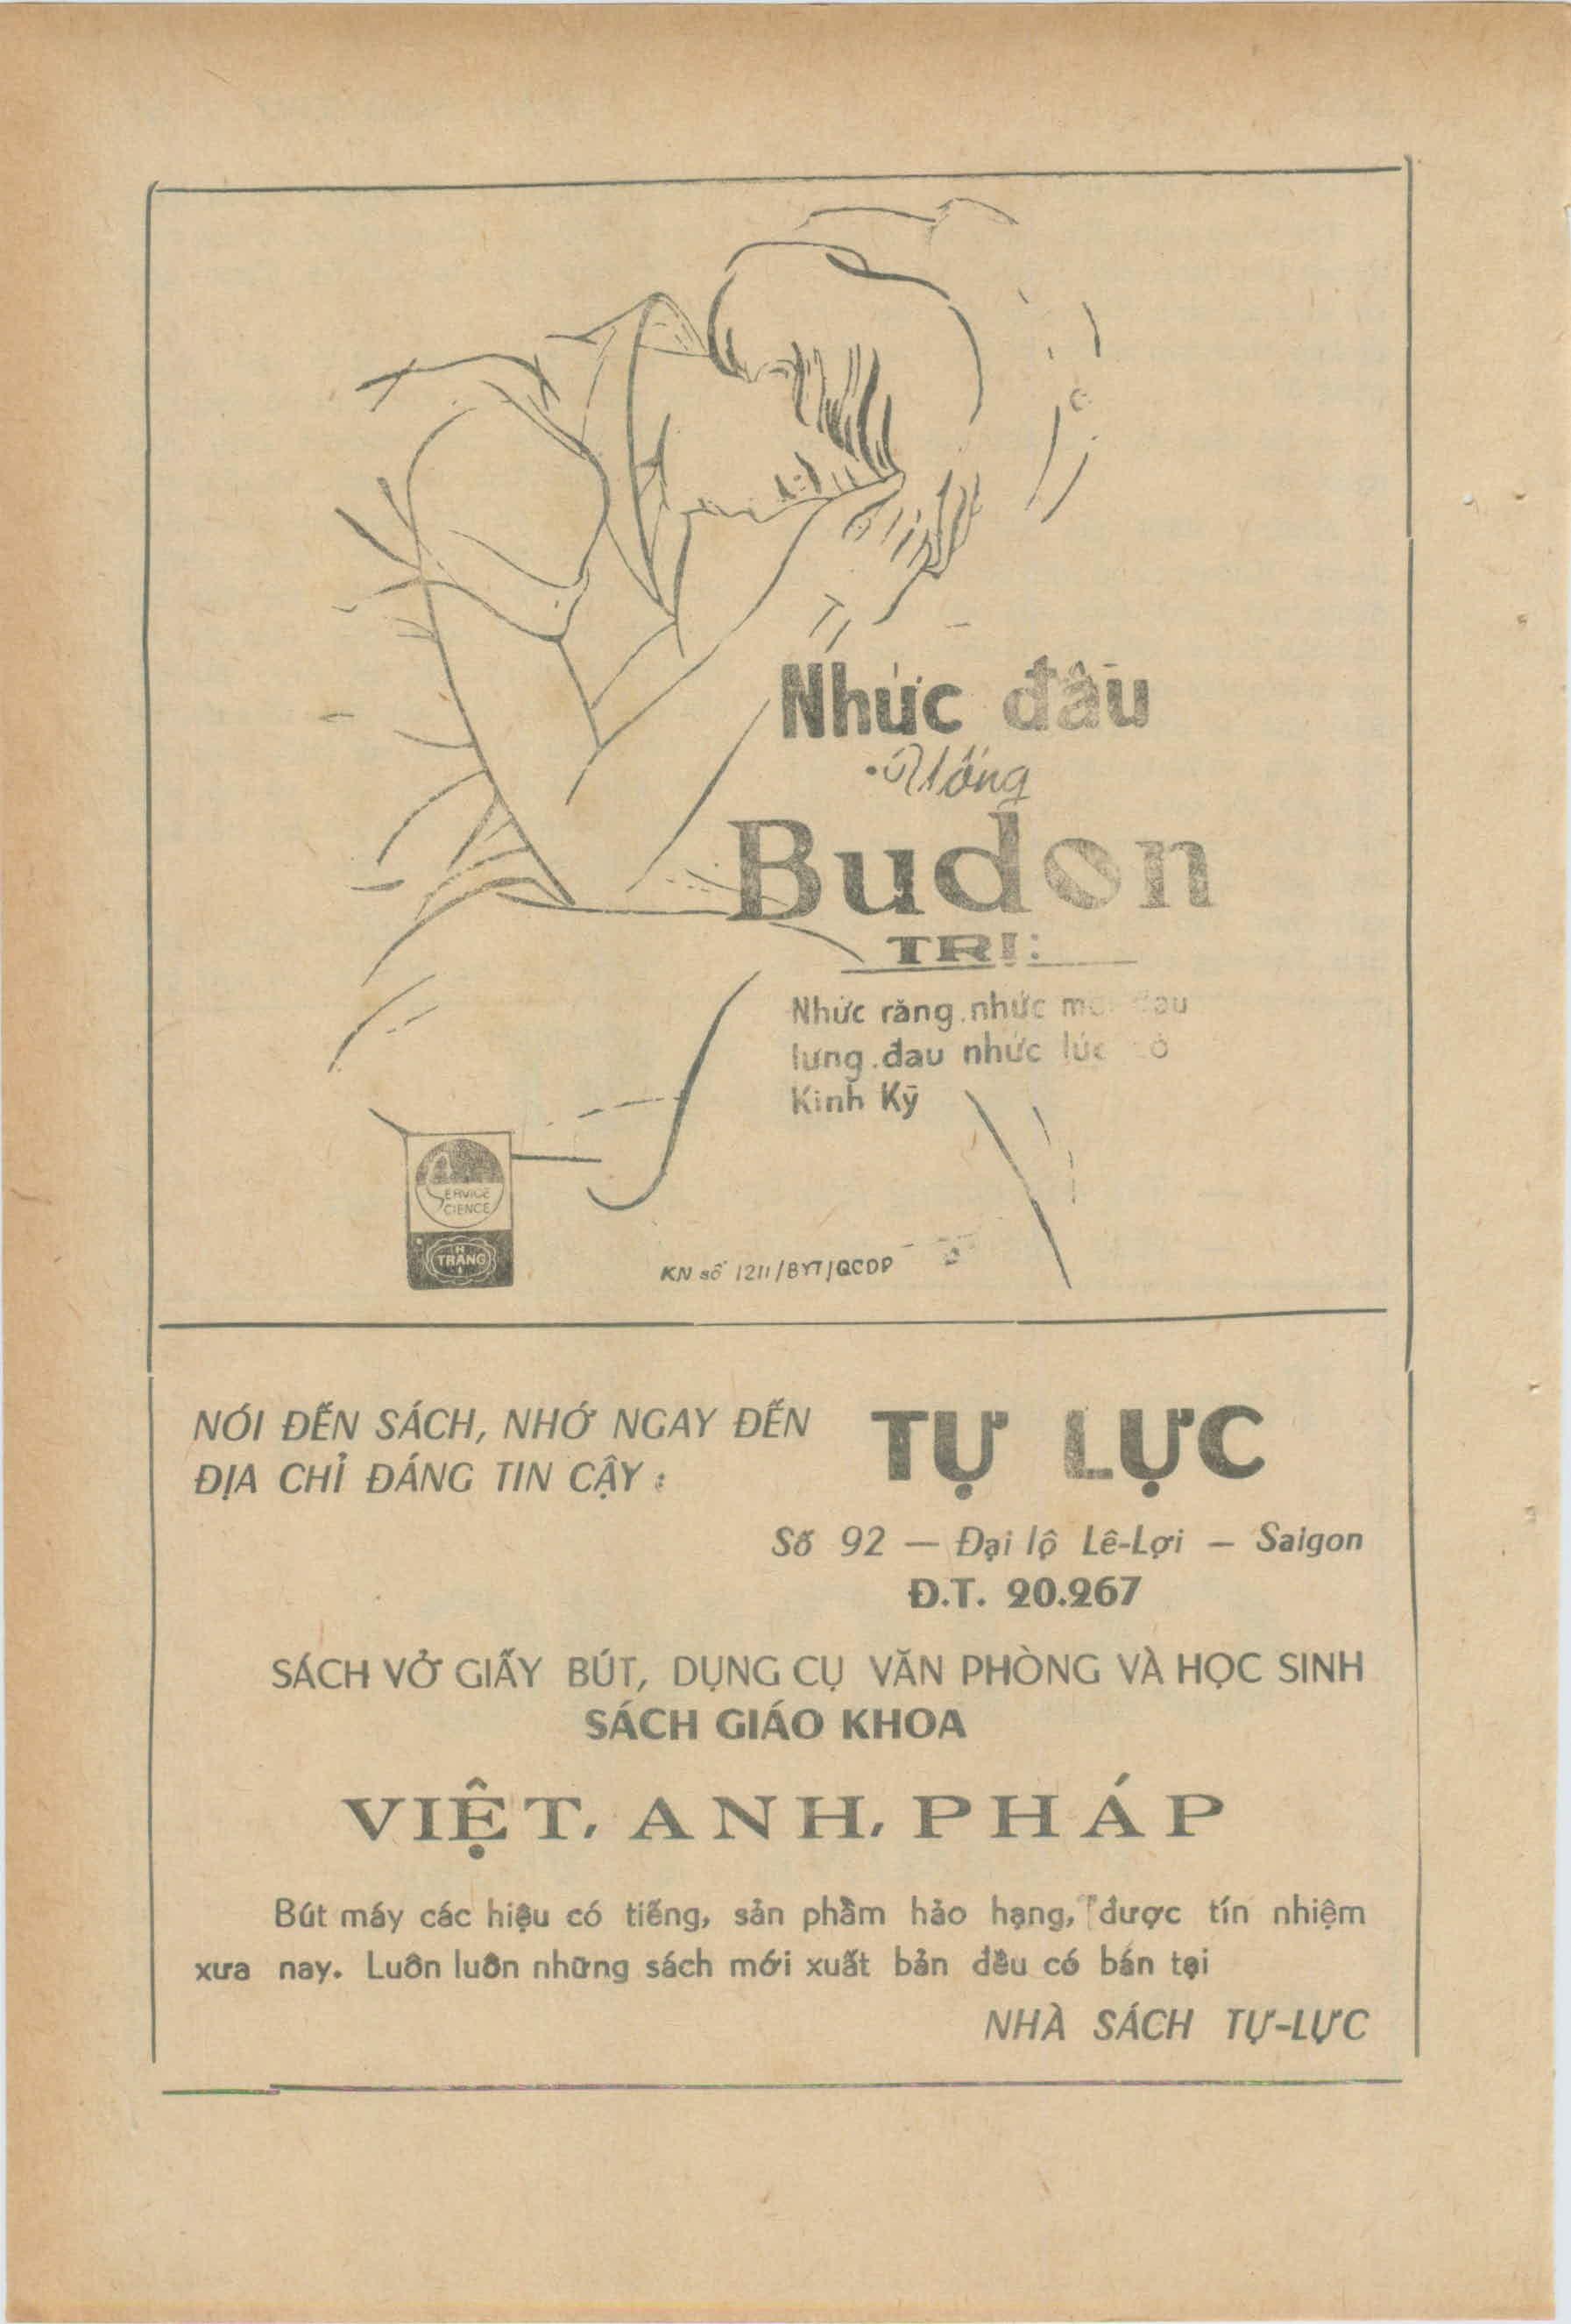 Nhức đầu
Uống
Budon
TRỊ:
Nhức răng. nhức
lưng. đau nhức lúc
Kinh Kỳ
SERVICE
SCIENCE
H
TRANG
KN số 1211/BYT/QCDP
NÓI ĐẾN SÁCH, NHỚ NGAY ĐẾN
ĐỊA CHỈ ĐÁNG TIN CẬY :
TỰ LỰC
Số 92 — Đại lộ Lê-Lợi — Saigon
Đ.T. 20.267
SÁCH VỞ GIẤY BÚT, DỤNG CỤ VĂN PHÒNG VÀ HỌC SINH
SÁCH GIÁO KHOA
VIỆT, ANH, PHÁP
Bút máy các hiệu có tiếng, sản phẩm hảo hạng, được tín nhiệm
xưa nay. Luôn luôn những sách mới xuất bản đều có bán tại
NHÀ SÁCH TỰ-LỰC